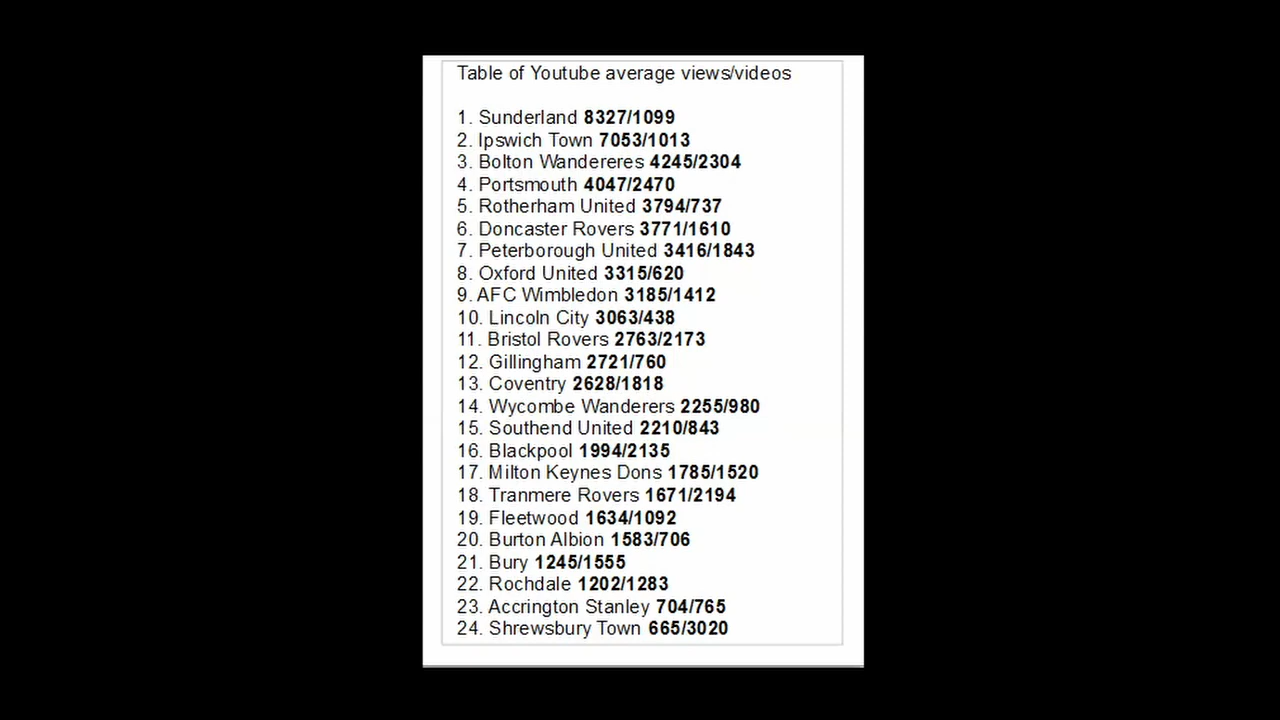 Table of Youtube average views/videos
1. Sunderland 8327/1099
2. Ipswich Town 7053/1013
3. Bolton Wandereres 4245/2304
4. Portsmouth 4047/2470
5. Rotherham United 3794/737
6. Doncaster Rovers 3771/1610
7. Peterborough United 3416/1843
8. Oxford United 3315/620
9. AFC Wimbledon 3185/1412
10. Lincoln City 3063/438
11. Bristol Rovers 2763/2173
12. Gillingham 2721/760
13. Coventry 2628/1818
14. Wycombe Wanderers 2255/980
15. Southend United 2210/843
16. Blackpool 1994/2135
17. Milton Keynes Dons 1785/1520
18. Tranmere Rovers 1671/2194
19. Fleetwood 1634/1092
20. Burton Albion 1583/706
21. Bury 1245/1555
22. Rochdale 1202/1283
23. Accrington Stanley 704/765
24. Shrewsbury Town 665/3020